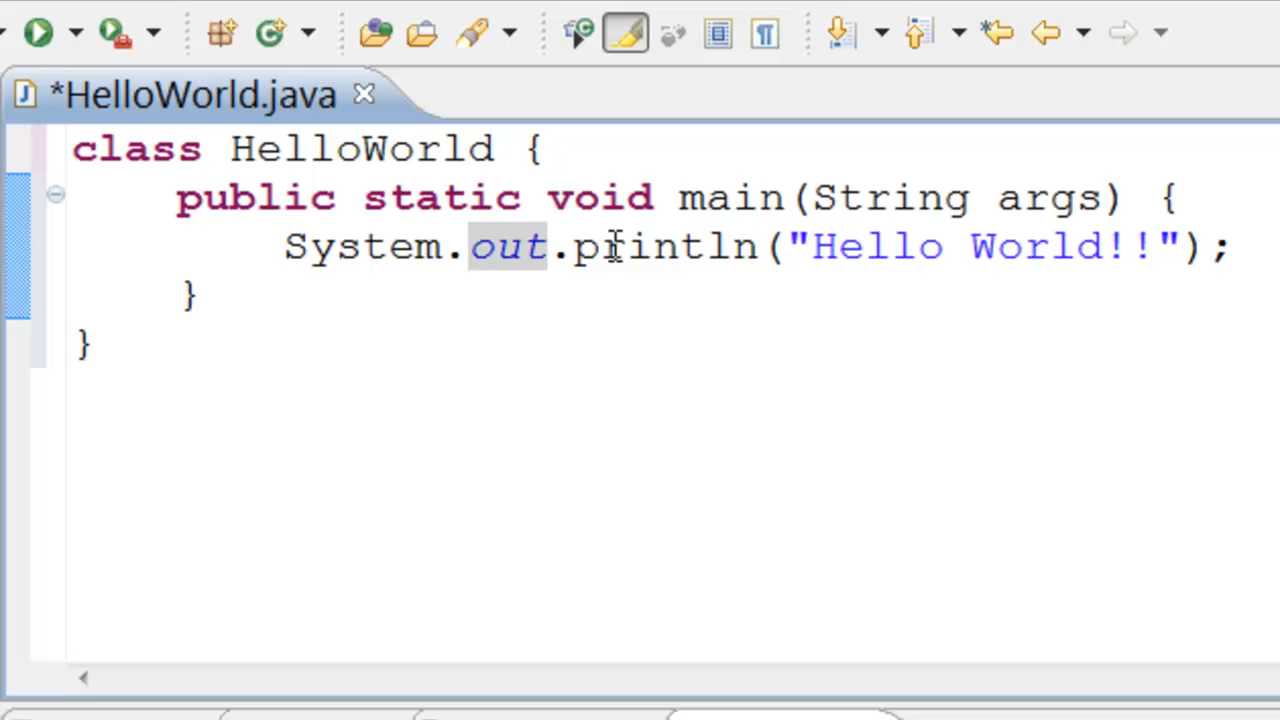 *HelloWorld.java
class HelloWorld {
public static void main(String args) {
System.out.println("Hello World!!");
}
}